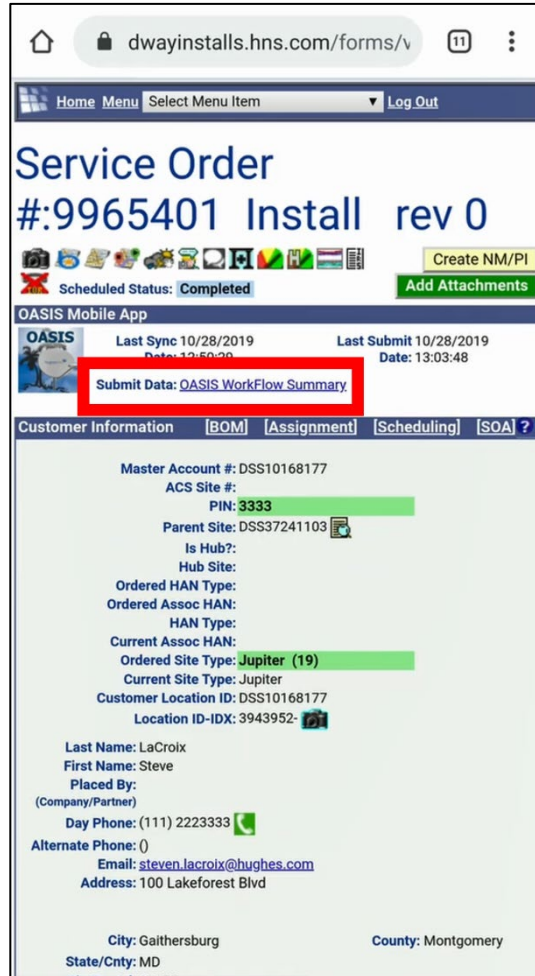 dwayinstalls.hns.com/forms/v 11
Home Menu Select Menu Item ▼ Log Out
Service Order
#:9965401 Install rev 0
Create NM/PI
Scheduled Status: Completed Add Attachments
OASIS Mobile App
OASIS
Last Sync 10/28/2019 Last Submit 10/28/2019
Date: 12:50:29 Date: 13:03:48
Submit Data: OASIS WorkFlow Summary
Customer Information [BOM] [Assignment] [Scheduling] [SOA] ?
Master Account #: DSS10168177
ACS Site #:
PIN: 3333
Parent Site: DSS37241103
Is Hub?:
Hub Site:
Ordered HAN Type:
Ordered Assoc HAN:
HAN Type:
Current Assoc HAN:
Ordered Site Type: Jupiter (19)
Current Site Type: Jupiter
Customer Location ID: DSS10168177
Location ID-IDX: 3943952-
Last Name: LaCroix
First Name: Steve
Placed By:
(Company/Partner)
Day Phone: (111) 2223333
Alternate Phone: ()
Email: steven.lacroix@hughes.com
Address: 100 Lakeforest Blvd
City: Gaithersburg County: Montgomery
State/Cnty: MD